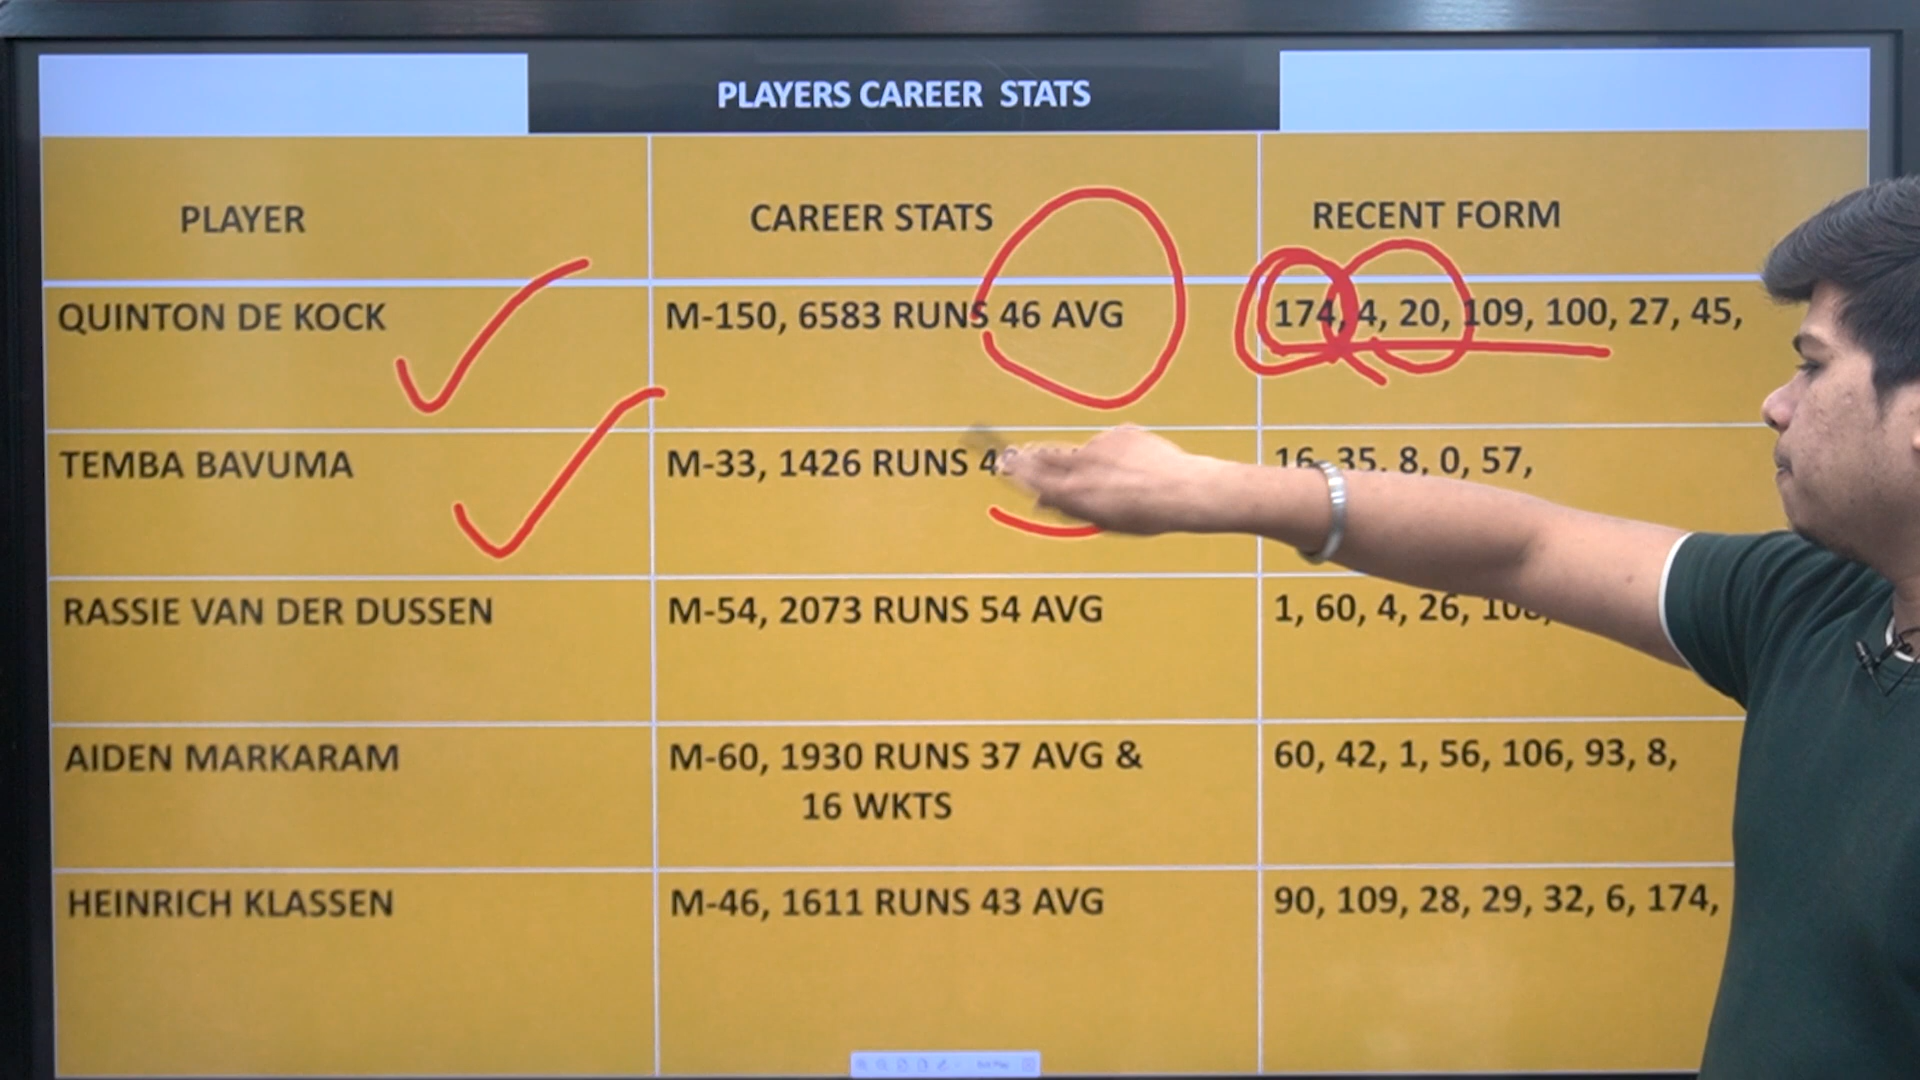 PLAYERS CAREER STATS
PLAYER CAREER STATS RECENT FORM
QUINTON DE KOCK M-150, 6583 RUNS 46 AVG 174, 4, 20, 109, 100, 27, 45,
TEMBA BAVUMA M-33, 1426 RUNS 16, 35, 8, 0, 57,
RASSIE VAN DER DUSSEN M-54, 2073 RUNS 54 AVG 1, 60, 4, 26,
AIDEN MARKARAM M-60, 1930 RUNS 37 AVG & 60, 42, 1, 56, 106, 93, 8,
16 WKTS
HEINRICH KLASSEN M-46, 1611 RUNS 43 AVG 90, 109, 28, 29, 32, 6, 174,